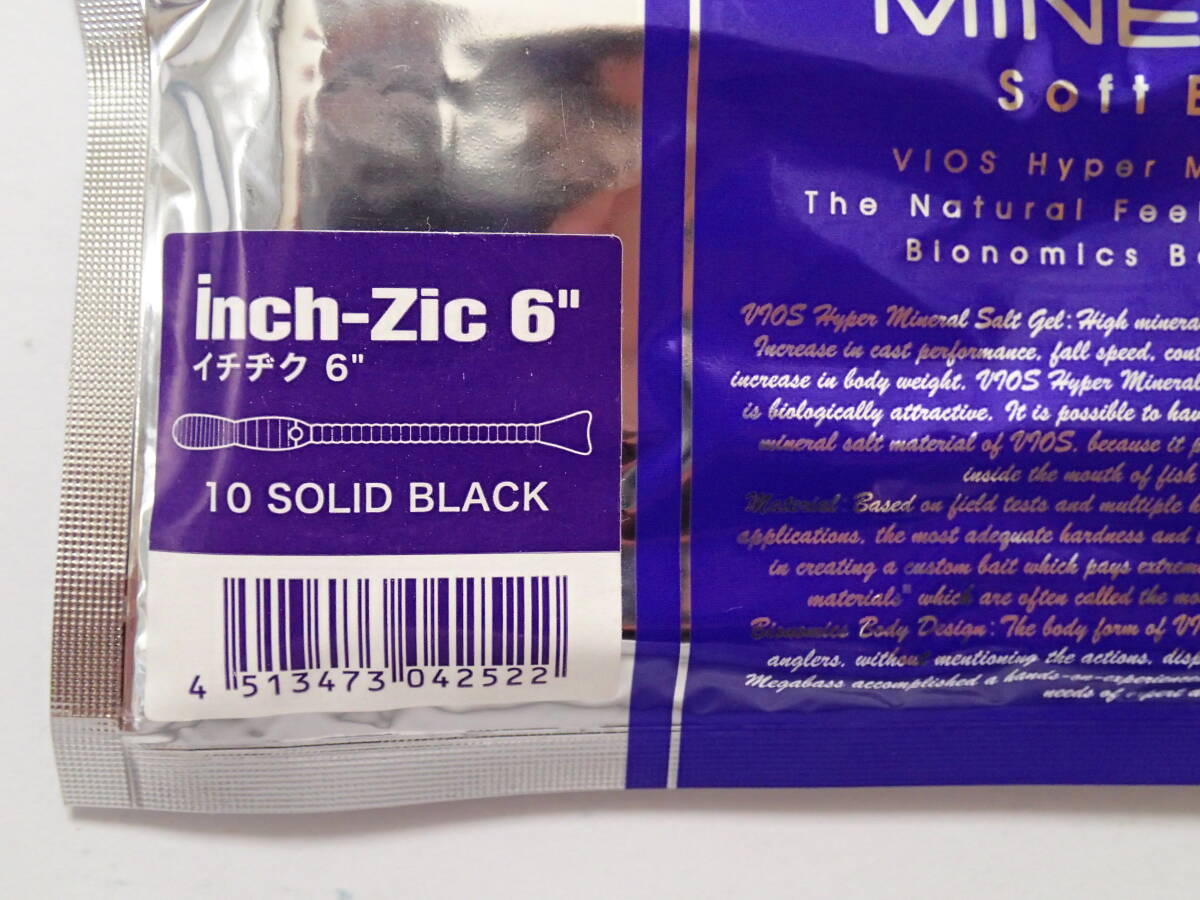 inch-Zic 6"
イチヂク 6"
10 SOLID BLACK
4 513473 042522
MINE
Soft
VIOS Hyper
The Natural Fee
Bionomics
VIOS Hyper Mineral Salt Gel: High minera
Increase in cast performance, fall speed, com
increase in body weight. VIOS Hyper Mineral
is biologically attractive. It is possible to ha
mineral salt material of VIOS, because it p
inside the mouth of fish
Material: Based on field tests and multiple
applications, the most adequate hardness and
in creating a custom bait which pays extrem
materials" which are often called the mo
Bionomics Body Design: The body form of VI
anglers, without mentioning the actions, disp
Megabass accomplished a hands-on-experien
needs of expert